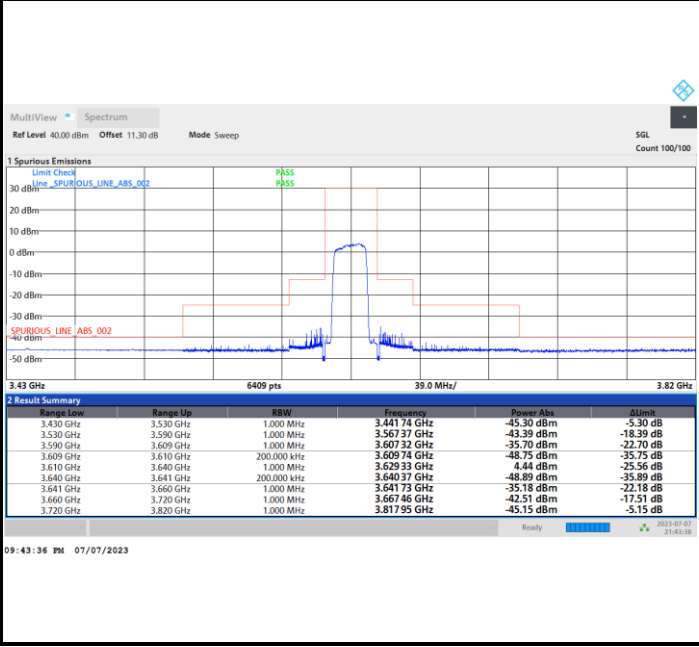 MultiView Spectrum
Ref Level 40.00 dBm Offset 11.30 dB Mode Sweep SGL
Count 100/100
1 Spurious Emissions
Limit Check PASS
Line _SPURIOUS_LINE_ABS_002 PASS
30 dBm
20 dBm
10 dBm
0 dBm
-10 dBm
-20 dBm
-30 dBm
SPURIOUS_LINE_ABS_002
-40 dBm
-50 dBm
3.43 GHz 6409 pts 39.0 MHz/ 3.82 GHz
2 Result Summary
Range Low Range Up RBW Frequency Power Abs ΔLimit
3.430 GHz 3.530 GHz 1.000 MHz 3.441 74 GHz -45.30 dBm -5.30 dB
3.530 GHz 3.590 GHz 1.000 MHz 3.567 37 GHz -43.39 dBm -18.39 dB
3.590 GHz 3.609 GHz 1.000 MHz 3.607 32 GHz -35.70 dBm -22.70 dB
3.609 GHz 3.610 GHz 200.000 kHz 3.609 74 GHz -48.75 dBm -35.75 dB
3.610 GHz 3.640 GHz 1.000 MHz 3.629 33 GHz 4.44 dBm -25.56 dB
3.640 GHz 3.641 GHz 200.000 kHz 3.640 37 GHz -48.89 dBm -35.89 dB
3.641 GHz 3.660 GHz 1.000 MHz 3.641 73 GHz -35.18 dBm -22.18 dB
3.660 GHz 3.720 GHz 1.000 MHz 3.667 46 GHz -42.51 dBm -17.51 dB
3.720 GHz 3.820 GHz 1.000 MHz 3.817 95 GHz -45.15 dBm -5.15 dB
Ready 2023-07-07
21:43:36
09:43:36 PM 07/07/2023